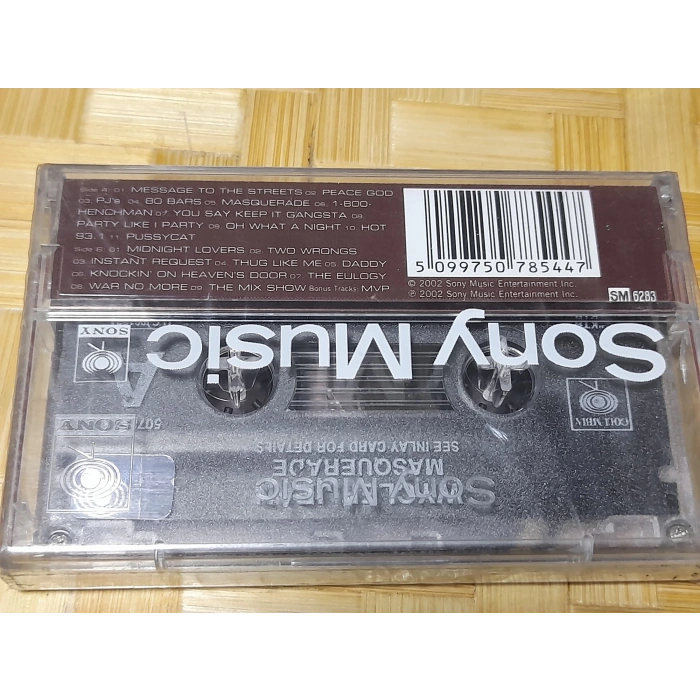 Side A: 01 MESSAGE TO THE STREETS 02. PEACE GOD
03. PJ's 04. 80 BARS 05. MASQUERADE 06. 1-800-
HENCHMAN 07. YOU SAY KEEP IT GANGSTA 08.
PARTY LIKE I PARTY 09. OH WHAT A NIGHT 10. HOT
93.1 11. PUSSYCAT
Side B: 01 MIDNIGHT LOVERS 02. TWO WRONGS
03. INSTANT REQUEST 04. THUG LIKE ME 05. DADDY
06. KNOCKIN' ON HEAVEN'S DOOR 07. THE EULOGY
08. WAR NO MORE 09. THE MIX SHOW Bonus Tracks: MVP
5 099750 785447
© 2002 Sony Music Entertainment Inc.
℗ 2002 Sony Music Entertainment Inc.
SM 6283
Sony Music
SONY
COLUMBIA
A
507
SONY
SEE INLAY CARD FOR DETAILS
MASQUERADE
Sony Music